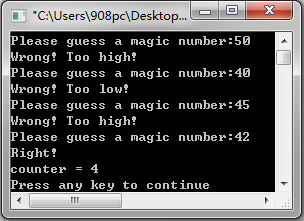 "C:\Users\908pc\Desktop...
Please guess a magic number:50
Wrong! Too high!
Please guess a magic number:40
Wrong! Too low!
Please guess a magic number:45
Wrong! Too high!
Please guess a magic number:42
Right!
counter = 4
Press any key to continue